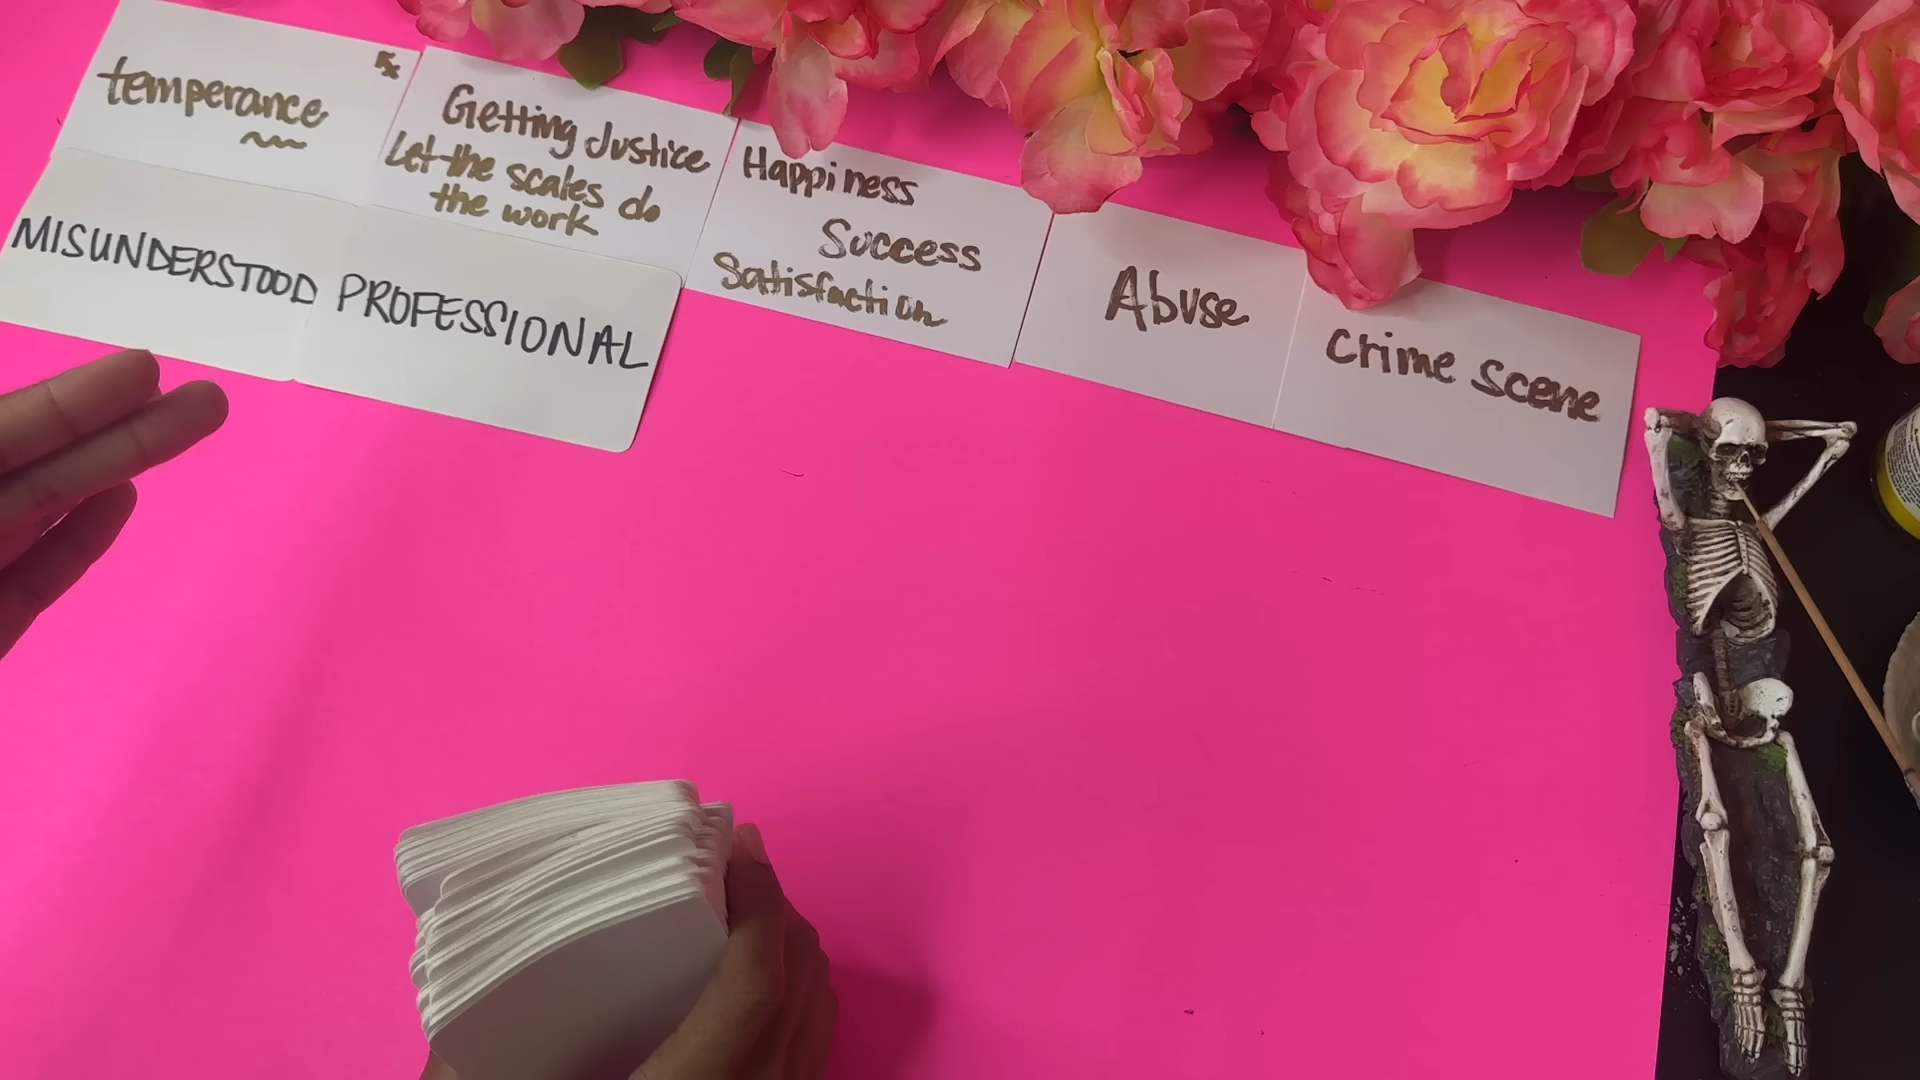 temperance
Getting Justice
Let the scales do
the work
Happiness
Success
Satisfaction
Abuse
Crime Scene
MISUNDERSTOOD PROFESSIONAL